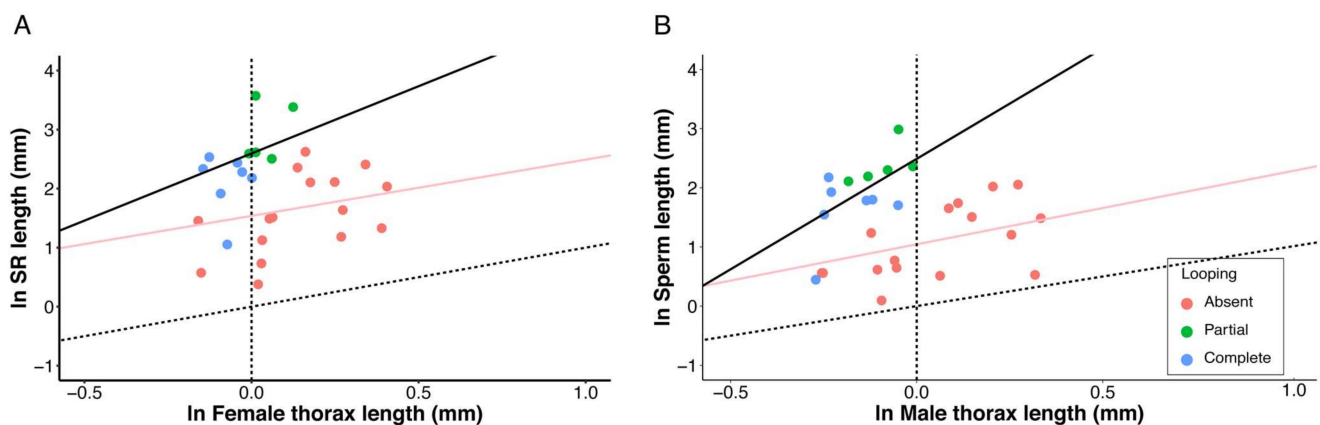 A
4
3
2
1
0
−1
ln SR length (mm)
−0.5
0.0
0.5
1.0
ln Female thorax length (mm)
B
4
3
2
1
0
−1
ln Sperm length (mm)
−0.5
0.0
0.5
1.0
ln Male thorax length (mm)
Looping
Absent
Partial
Complete